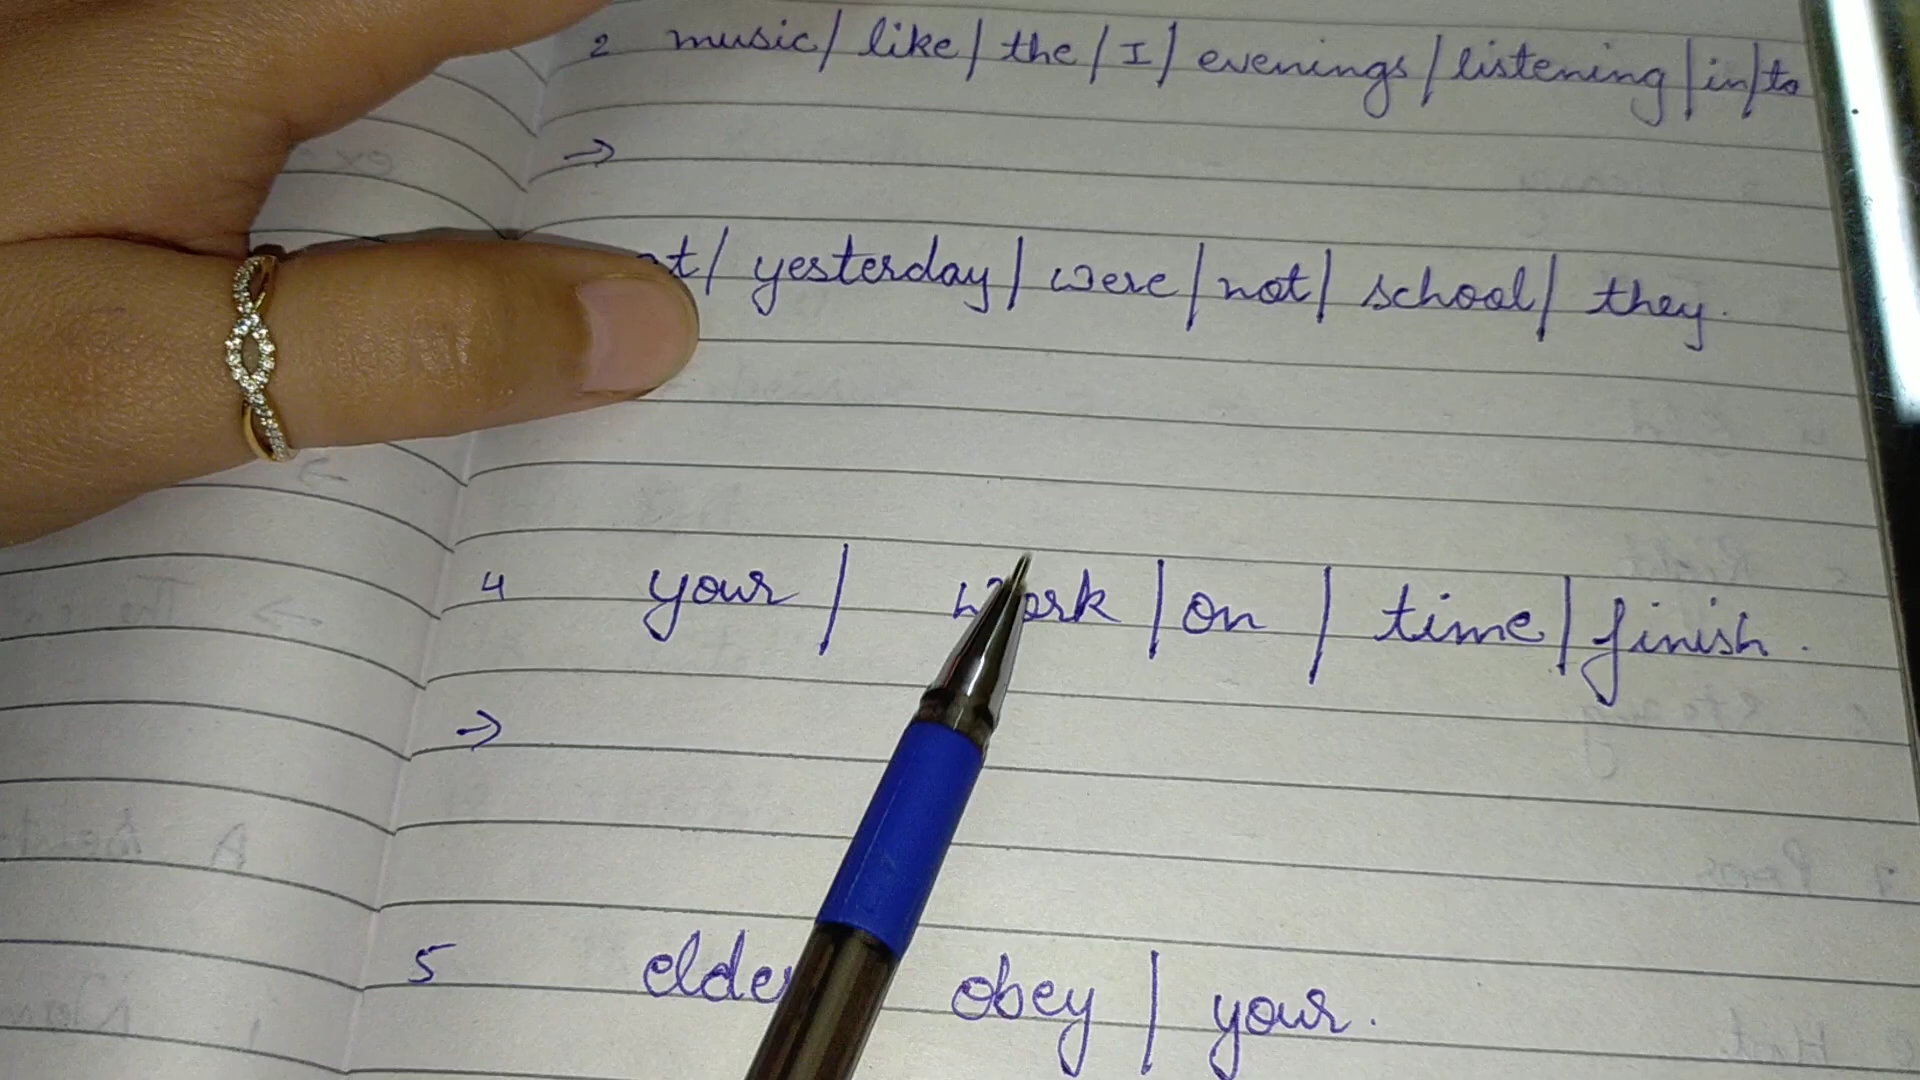 2 music/ like/ the/ I/ evenings/ listening/in/to
→
yesterday/ were/not/ school/ they.
4 your/ work/on/ time/finish.
→
5 obey/ your.